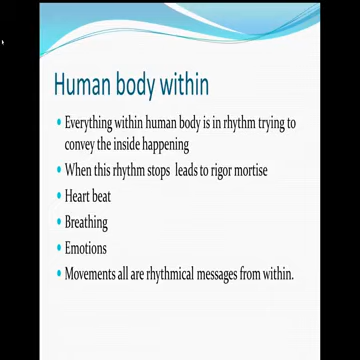 Human body within
Everything within human body is in rhythm trying to
convey the inside happening
When this rhythm stops leads to rigor mortise
Heart beat
Breathing
Emotions
Movements all are rhythmical messages from within.